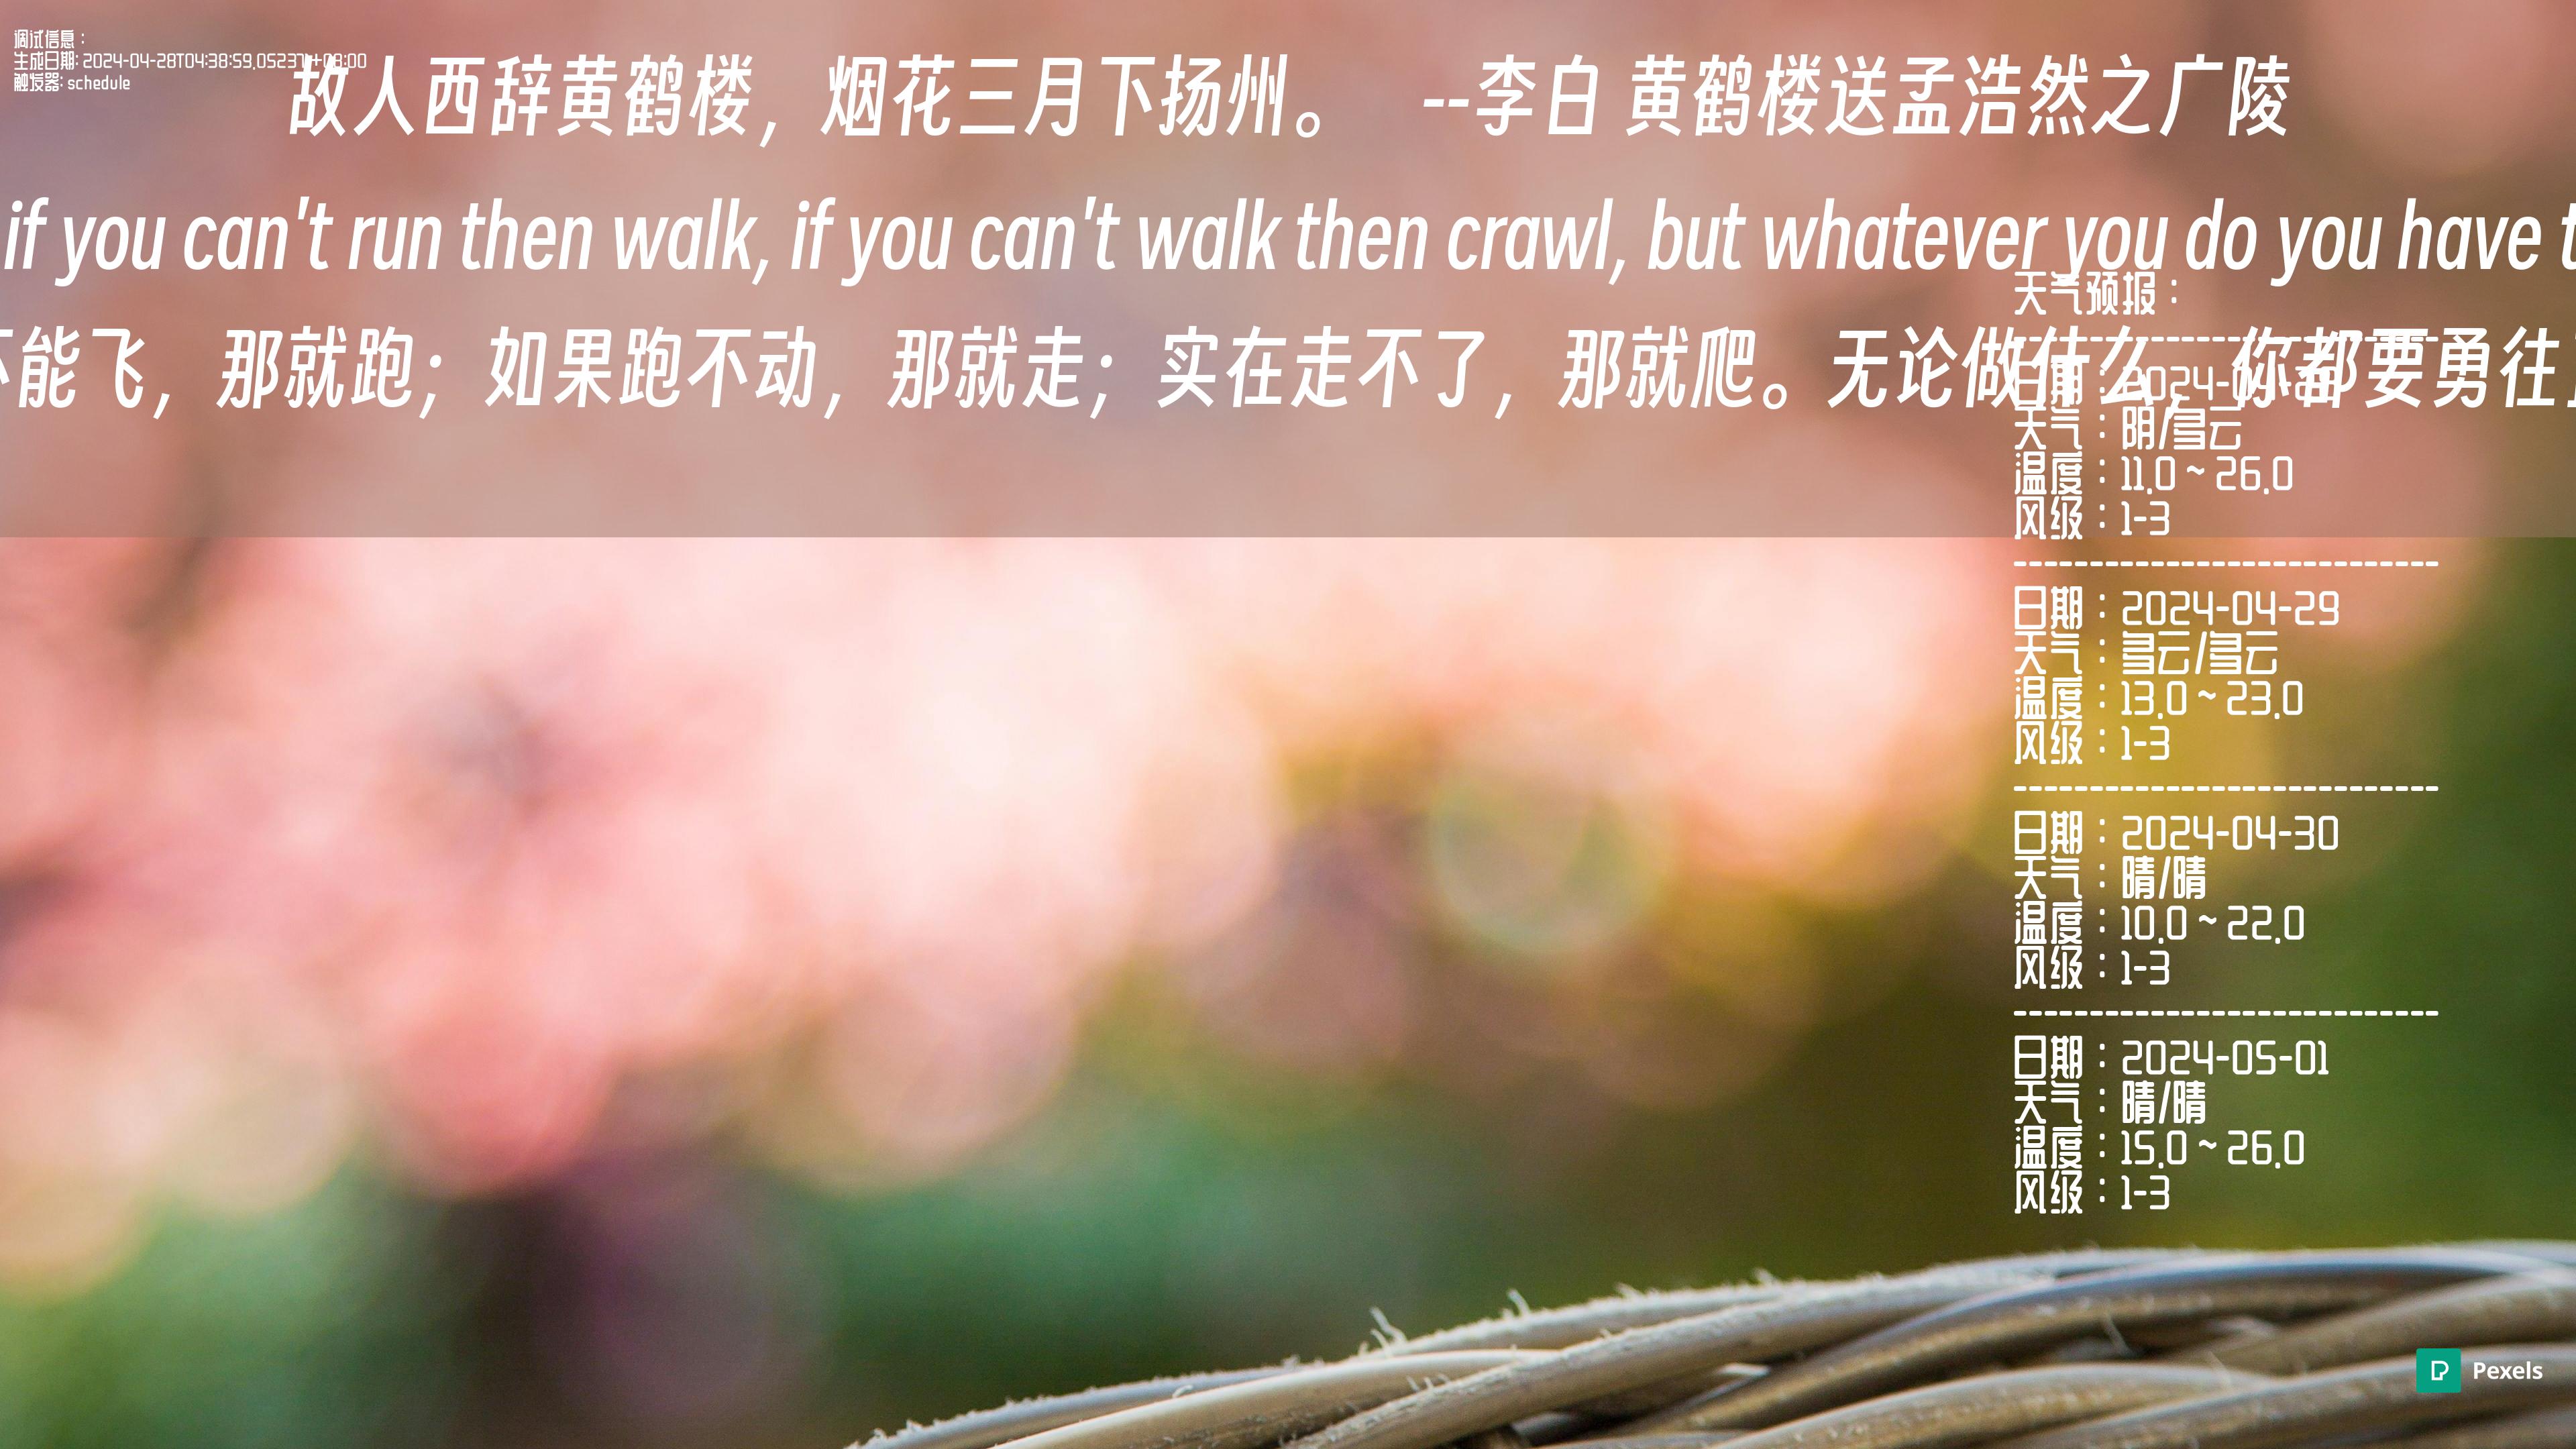 调试信息：
生成日期: 2024-04-28T04:38:59.052371+08:00
触发器: schedule
故人西辞黄鹤楼，烟花三月下扬州。 --李白 黄鹤楼送孟浩然之广陵
if you can't run then walk, if you can't walk then crawl, but whatever you do you have
能飞，那就跑；如果跑不动，那就走；实在走不了，那就爬。无论做什么，你都要勇往
天气预报：
----------------------------
日期：
天气：阴/多云
温度：11.0 ~ 26.0
风级：1-3
----------------------------
日期：2024-04-29
天气：多云/多云
温度：13.0 ~ 23.0
风级：1-3
----------------------------
日期：2024-04-30
天气：晴/晴
温度：10.0 ~ 22.0
风级：1-3
----------------------------
日期：2024-05-01
天气：晴/晴
温度：15.0 ~ 26.0
风级：1-3
Pexels